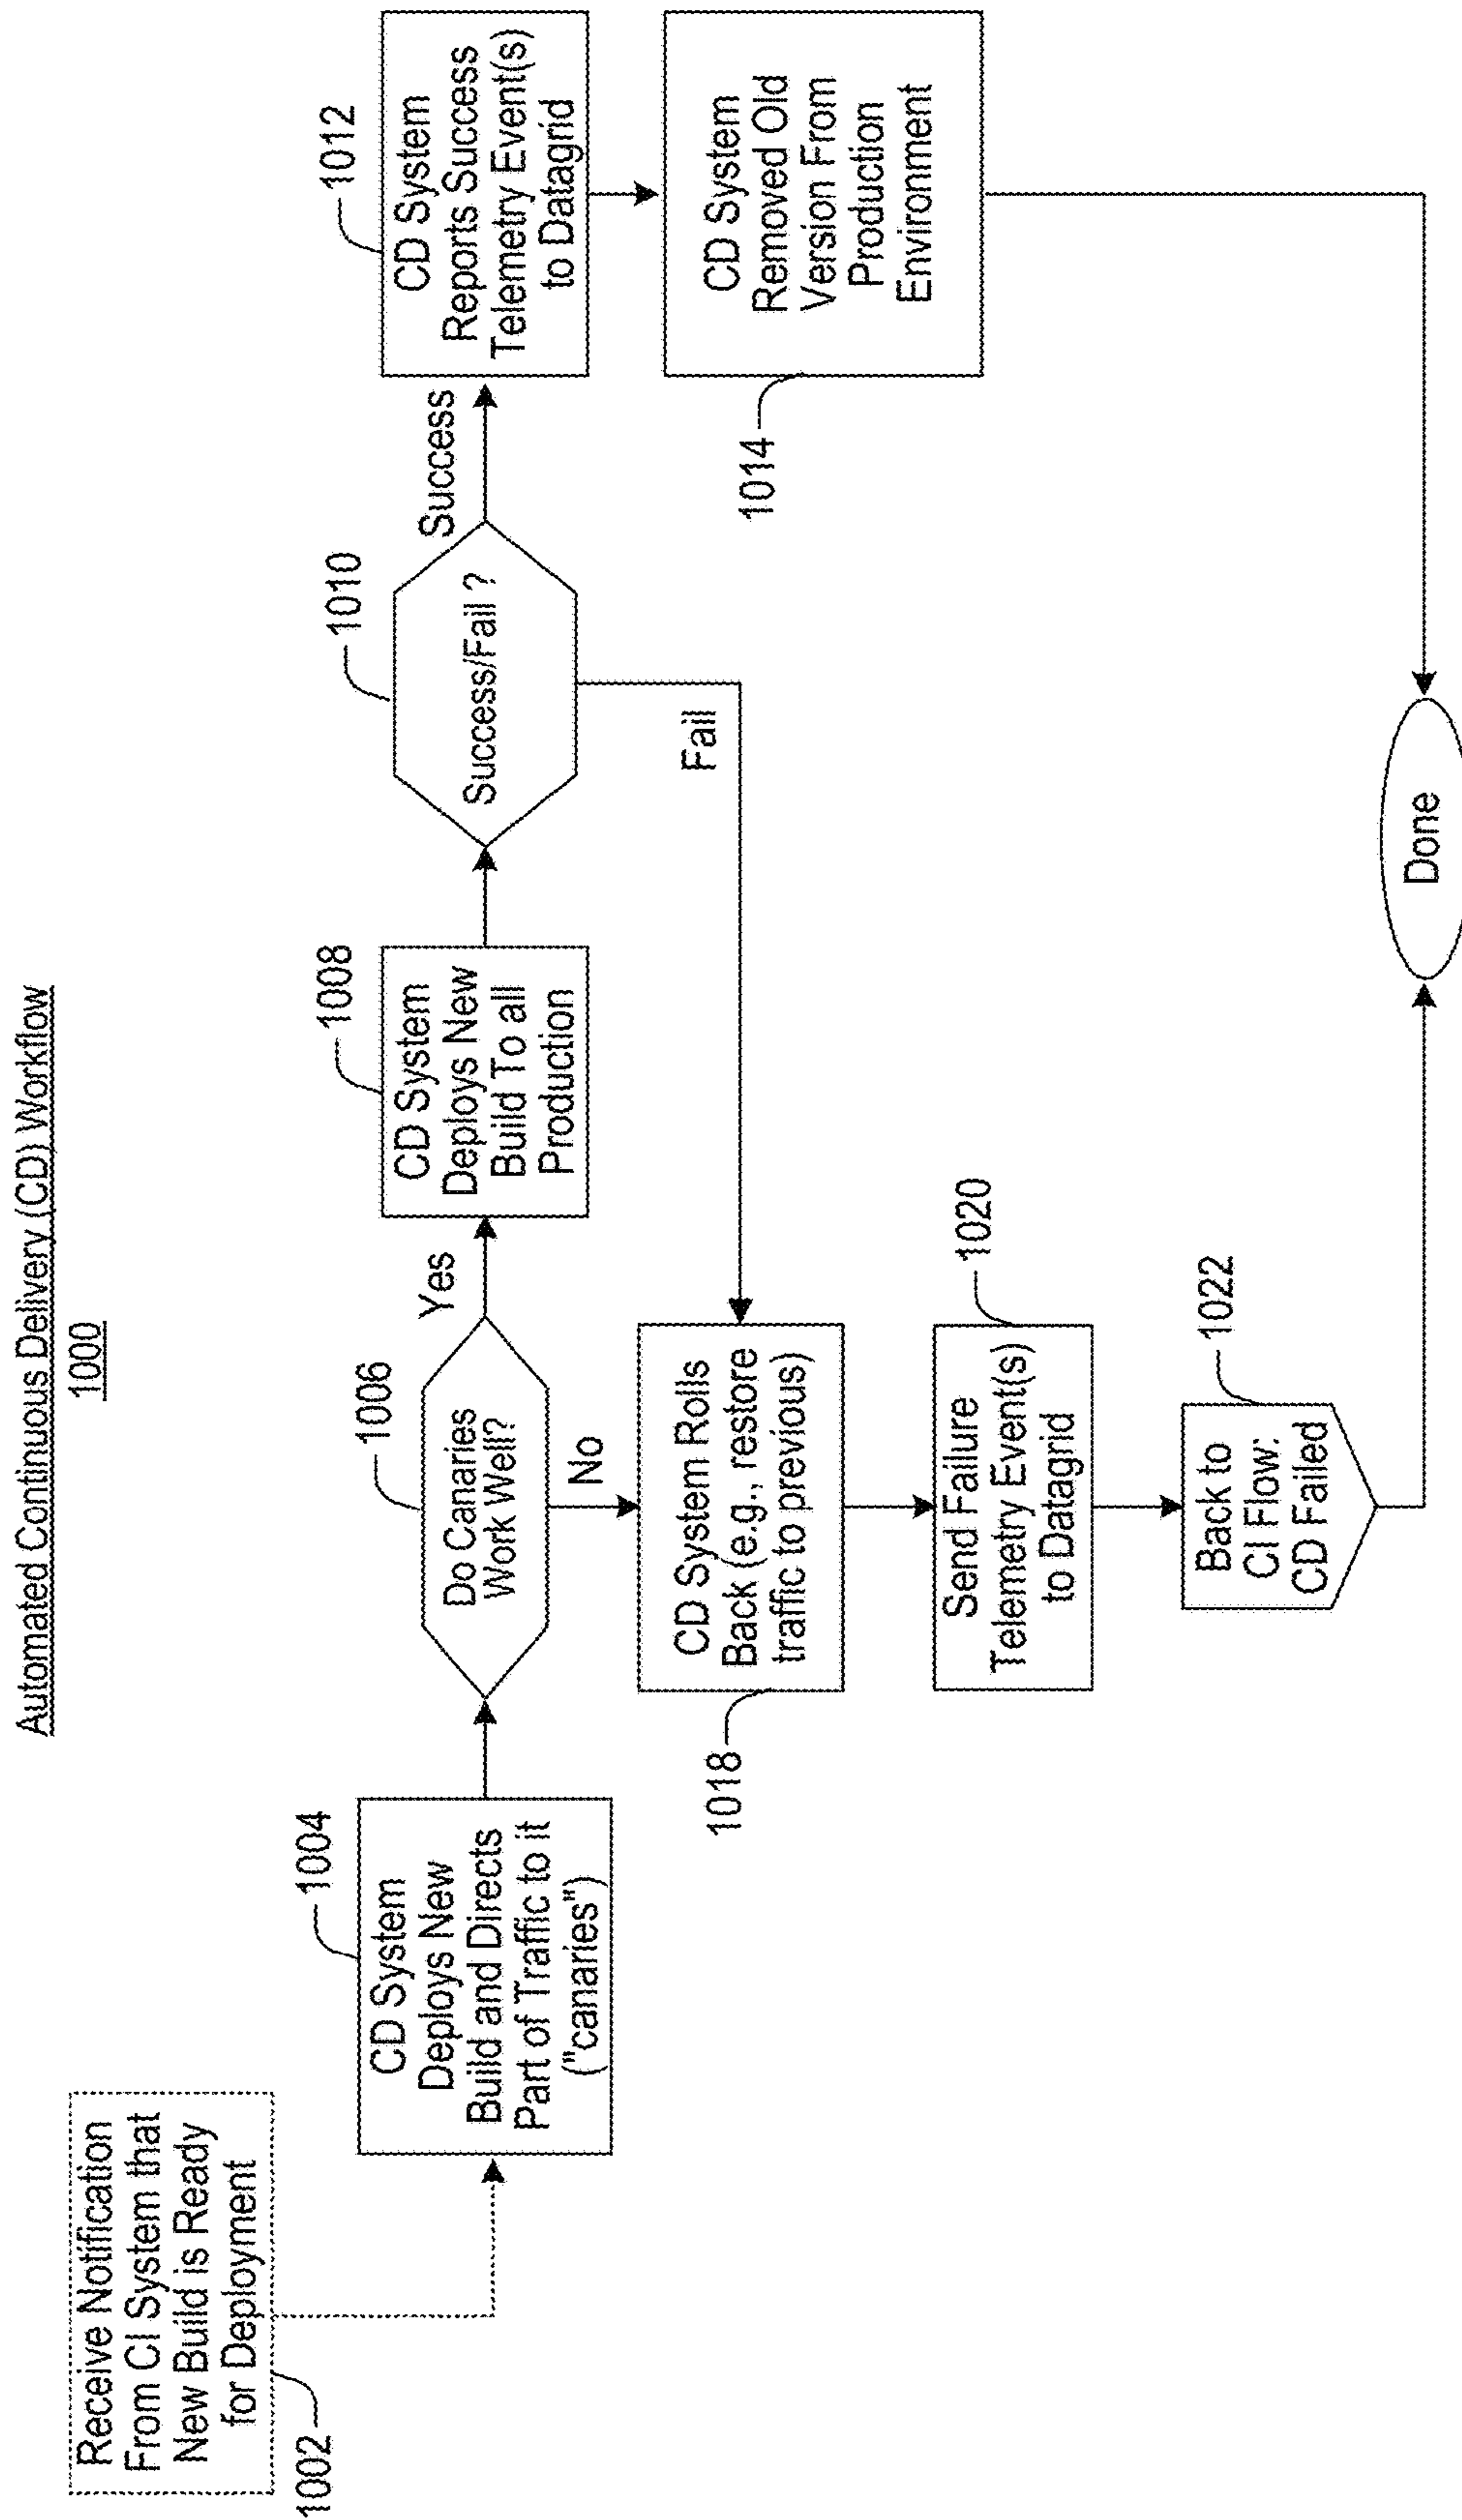 Automated Continuous Delivery (CD) Workflow
1000
Receive Notification
From CI System that
New Build is Ready
for Deployment
1002
1004
CD System
Deploys New
Build and Directs
Part of Traffic to it
("canaries")
1006
Do Canaries
Work Well?
Yes
No
1008
CD System
Deploys New
Build To all
Production
1010
Success/Fail ?
Success
Fail
1012
CD System
Reports Success
Telemetry Event(s)
to Datagrid
1014
CD System
Removed Old
Version From
Production
Environment
1018
CD System Rolls
Back (e.g., restore
traffic to previous)
1020
Send Failure
Telemetry Event(s)
to Datagrid
1022
Back to
CI Flow:
CD Failed
Done